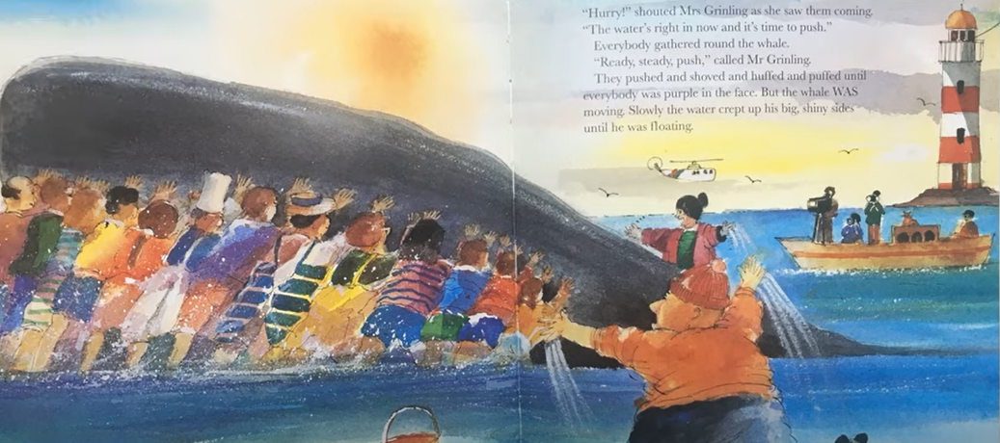 “Hurry!” shouted Mrs Grinling as she saw them coming.
“The water’s right in now and it’s time to push.”
Everybody gathered round the whale.
“Ready, steady, push,” called Mr Grinling.
They pushed and shoved and huffed and puffed until
everybody was purple in the face. But the whale WAS
moving. Slowly the water crept up his big, shiny sides
until he was floating.